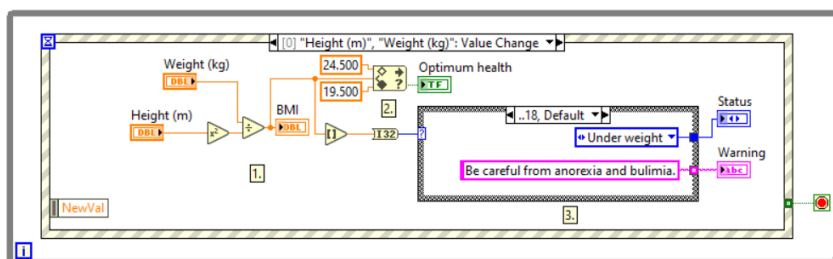 [0] "Height (m)", "Weight (kg)": Value Change
Weight (kg)
DBL
24.500
19.500
?
Optimum health
TF
Height (m)
DBL
x²
÷
BMI
DBL
2.
[]
I32
?
..18, Default
Under weight
Status
Be careful from anorexia and bulimia.
Warning
abc
1.
3.
NewVal
i